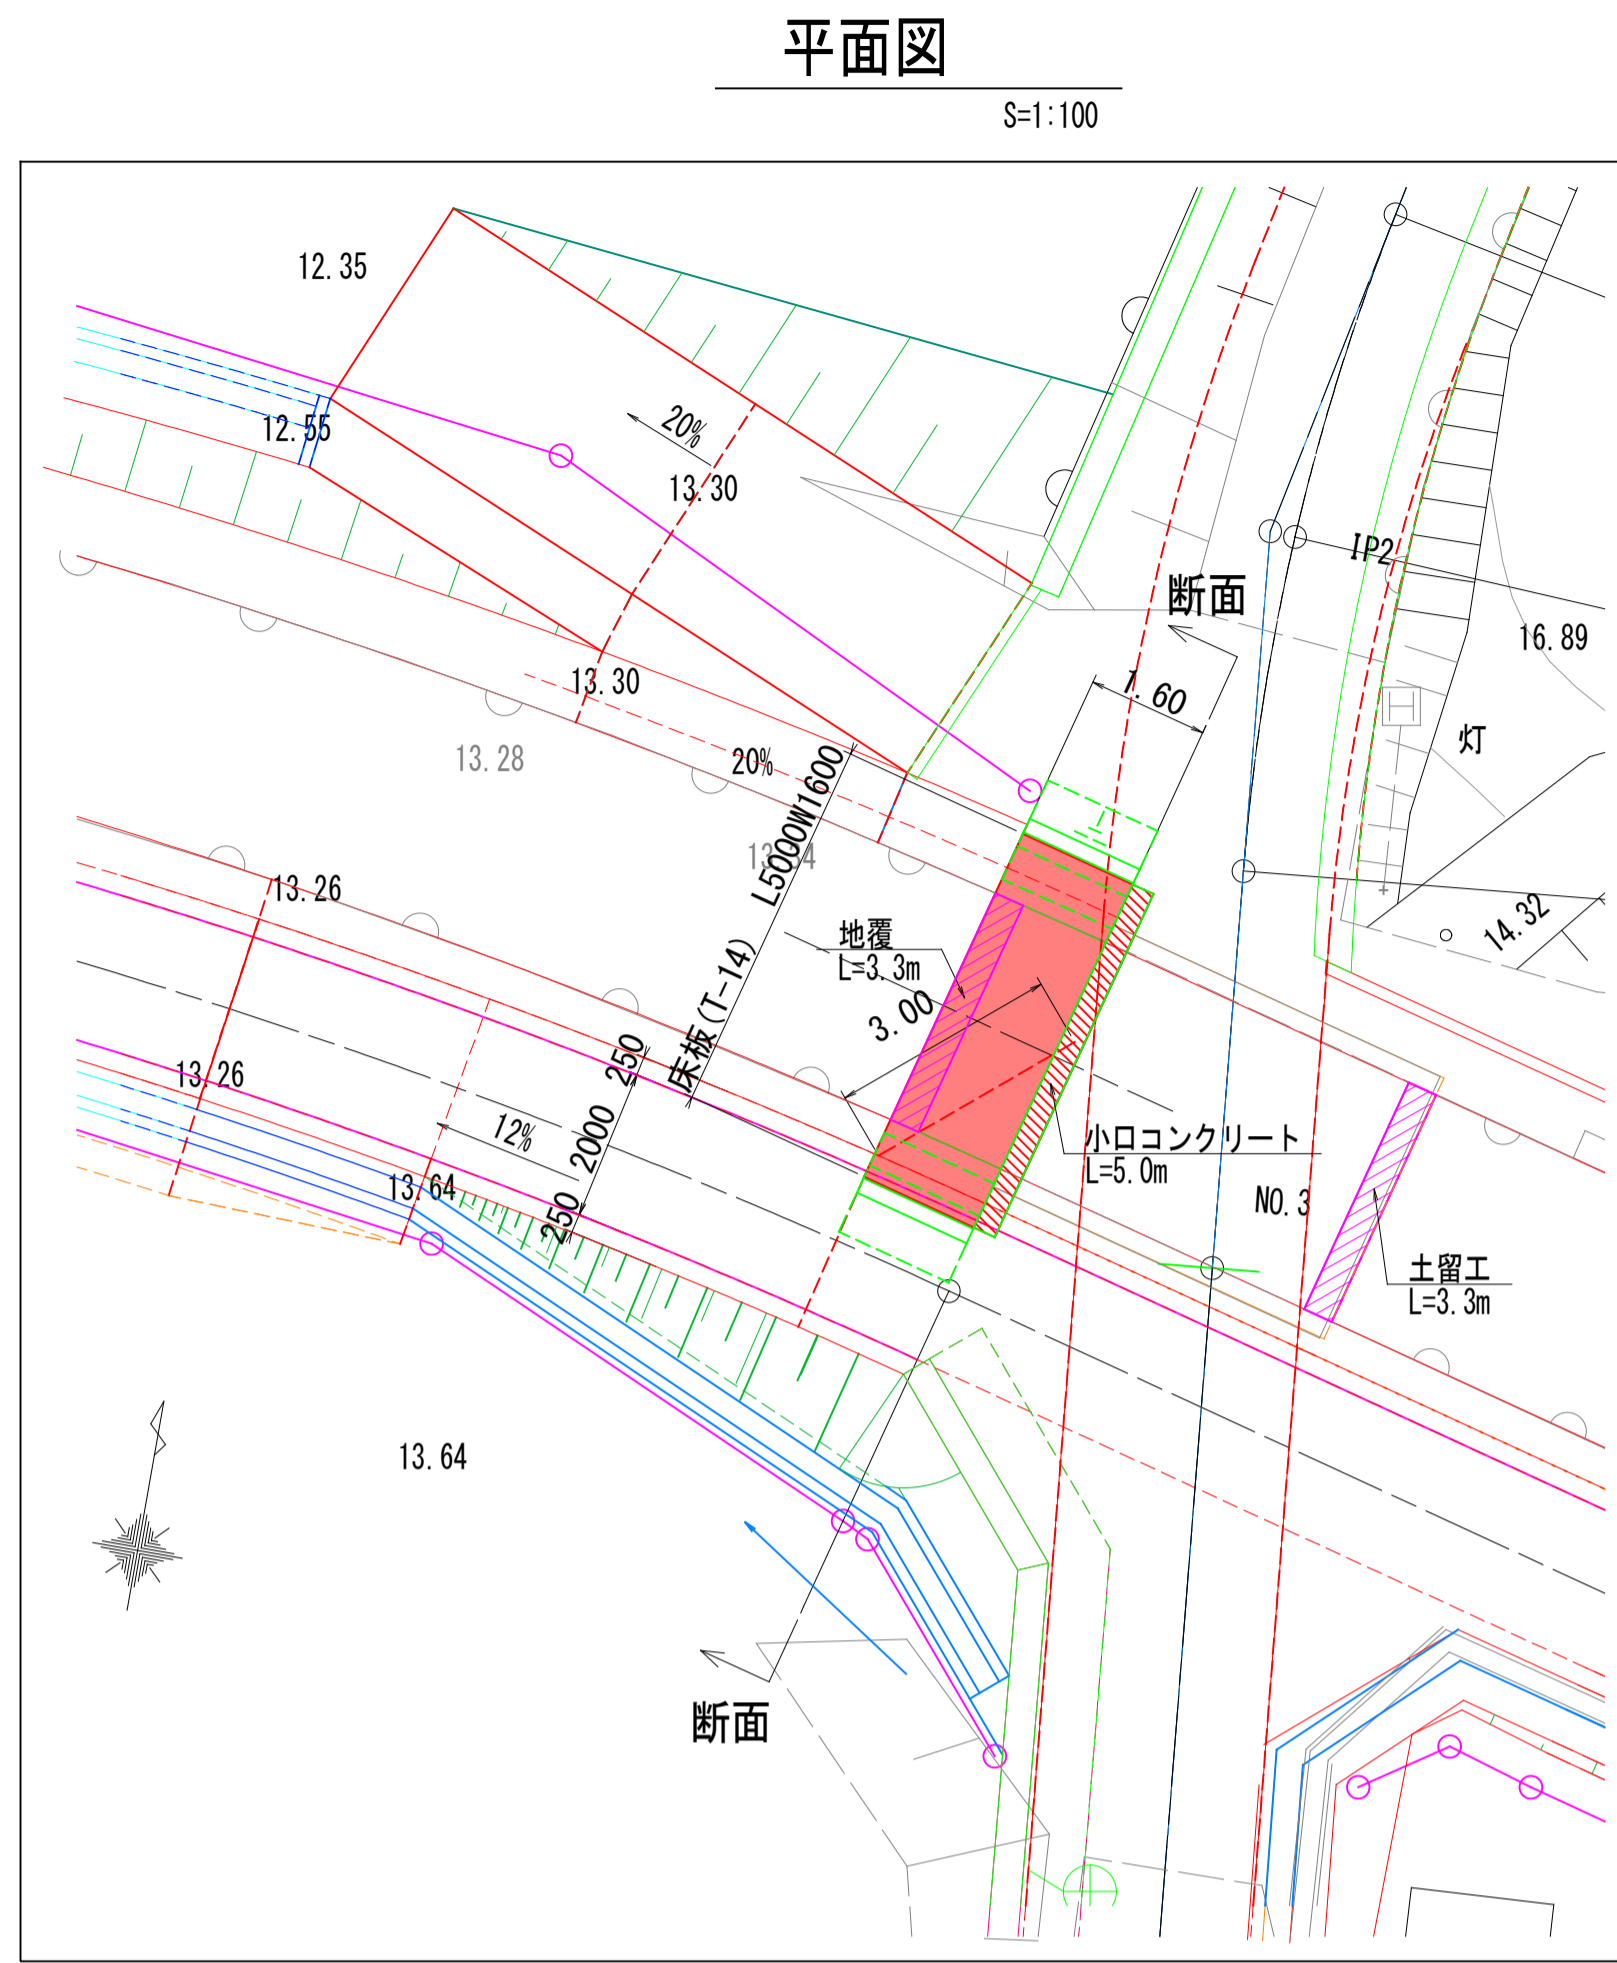 平面図
S=1:100
12.35
12.55
20%
13.30
IP2
断面
16.89
13.30
1.60
灯
13.28
20%
L5000W1600
13.26
地覆
L=3.3m
14.32
床板(T-14)
3.00
250
13.26
12%
2000
小口コンクリート
L=5.0m
13.64
250
NO.3
土留工
L=3.3m
13.64
断面